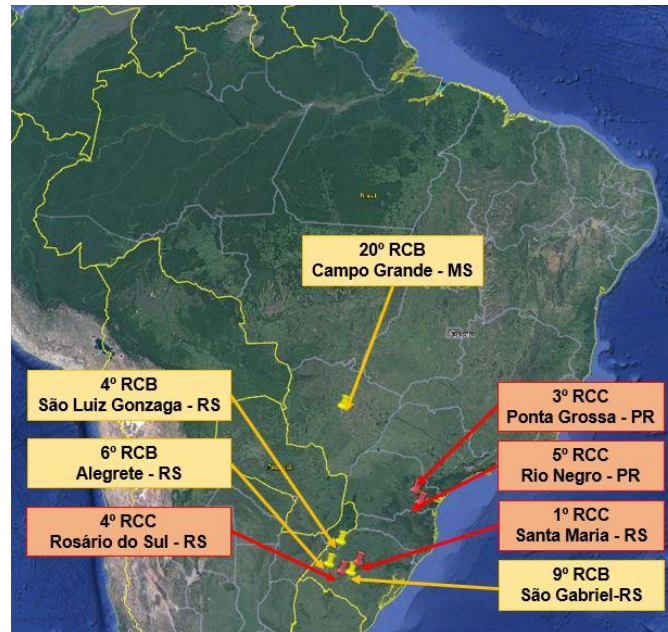 Brasil
20º RCB
Campo Grande - MS
4º RCB
São Luiz Gonzaga - RS
3º RCC
Ponta Grossa - PR
6º RCB
Alegrete - RS
5º RCC
Rio Negro - PR
4º RCC
Rosário do Sul - RS
1º RCC
Santa Maria - RS
9º RCB
São Gabriel-RS